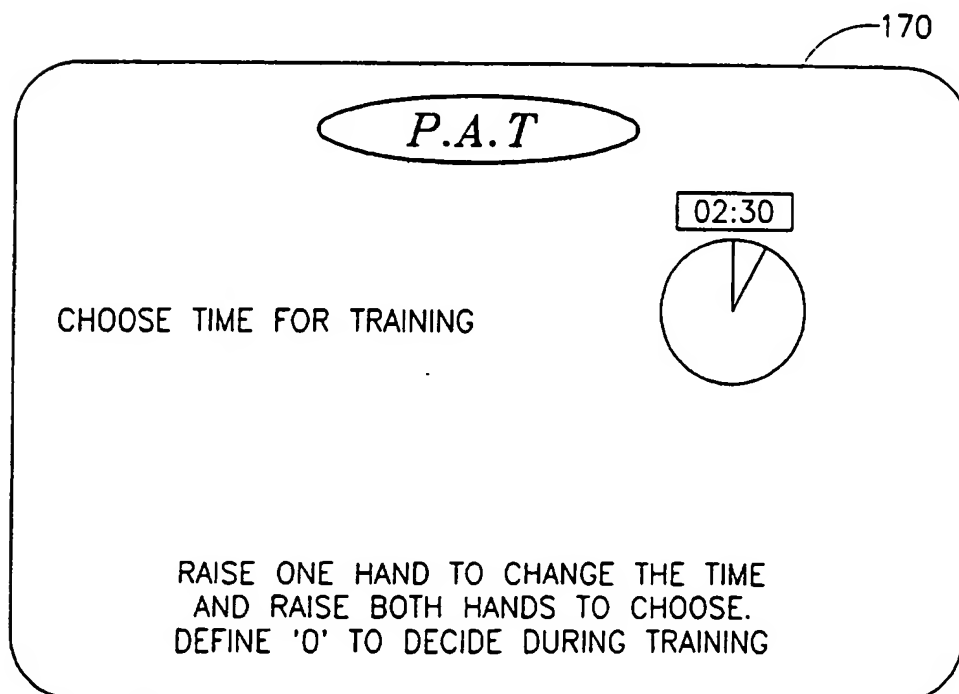 170
P.A.T
02:30
CHOOSE TIME FOR TRAINING
RAISE ONE HAND TO CHANGE THE TIME
AND RAISE BOTH HANDS TO CHOOSE.
DEFINE '0' TO DECIDE DURING TRAINING